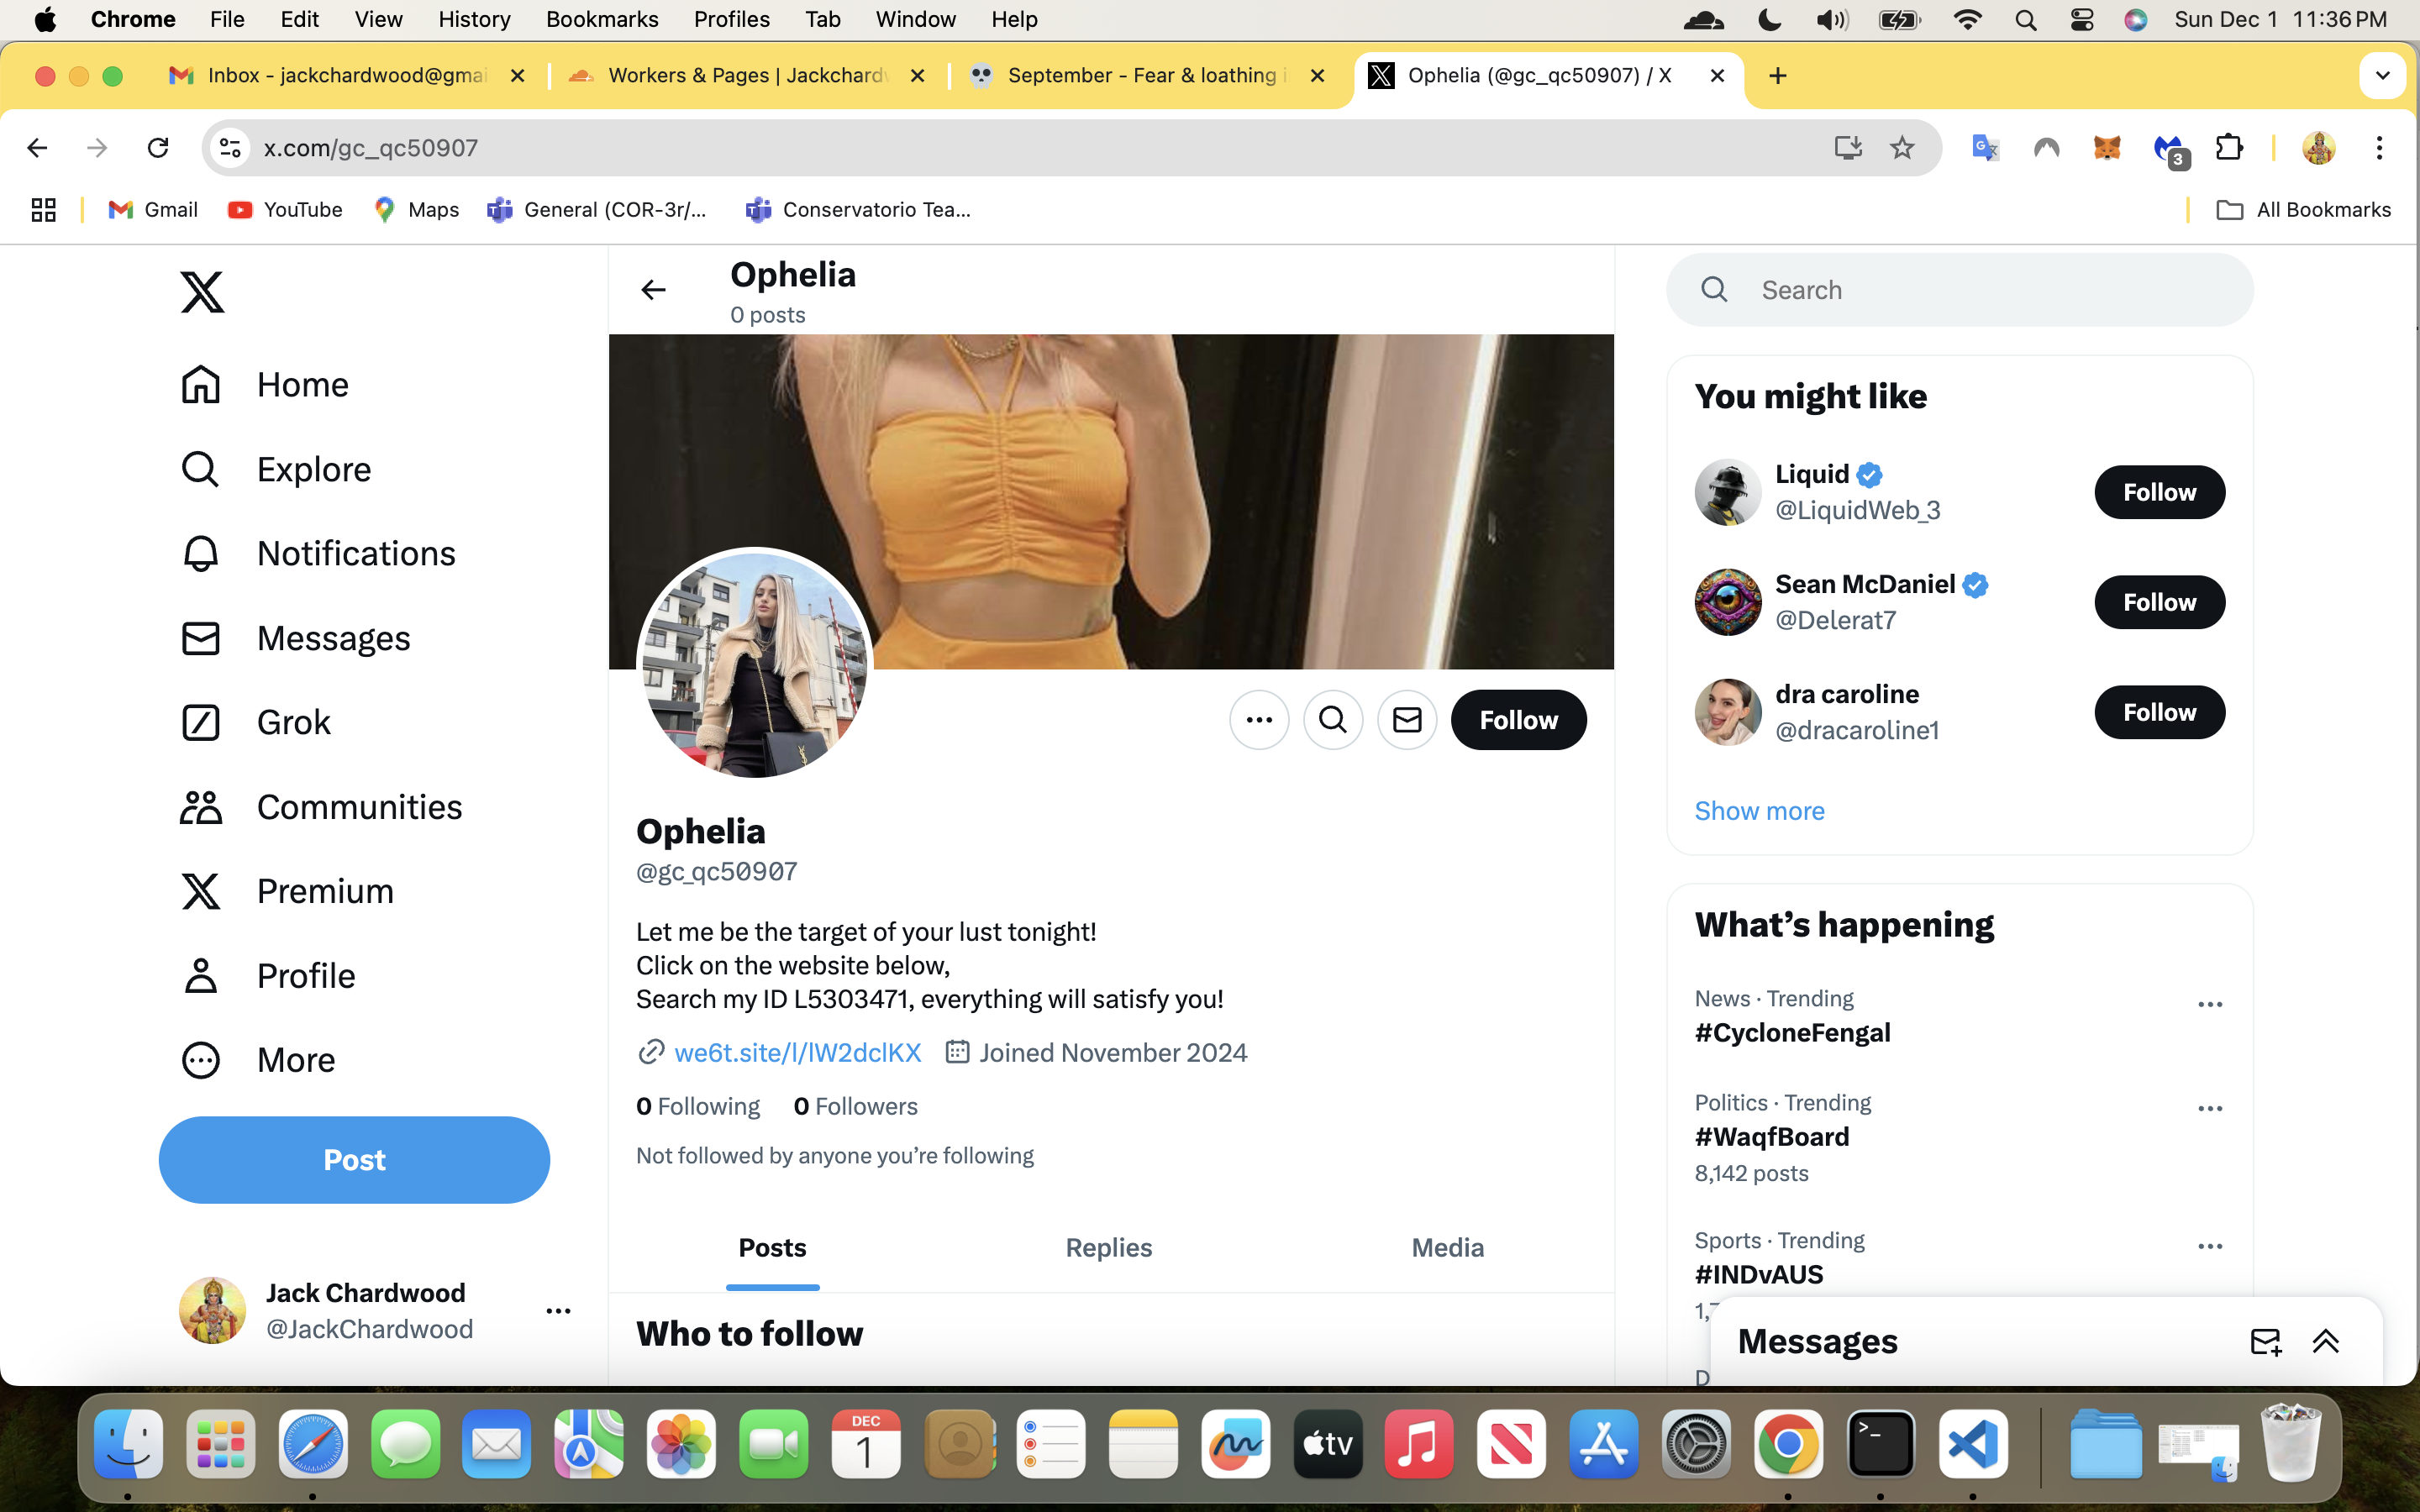 Chrome File Edit View History Bookmarks Profiles Tab Window Help Sun Dec 1 11:36 PM
Inbox - jackchardwood@gmai Workers & Pages | Jackchardw September - Fear & loathing i Ophelia (@gc_qc50907) / X
x.com/gc_qc50907
3
Gmail YouTube Maps General (COR-3r/... Conservatorio Tea... All Bookmarks
Ophelia
0 posts
Home
Explore
Notifications
Messages
Grok
Communities
Premium
Profile
More
Post
Jack Chardwood
@JackChardwood
Follow
Ophelia
@gc_qc50907
Let me be the target of your lust tonight!
Click on the website below,
Search my ID L5303471, everything will satisfy you!
we6t.site/l/lW2dclKX Joined November 2024
0 Following 0 Followers
Not followed by anyone you’re following
Posts Replies Media
Who to follow
Search
You might like
Liquid
@LiquidWeb_3
Follow
Sean McDaniel
@Delerat7
Follow
dra caroline
@dracaroline1
Follow
Show more
What’s happening
News · Trending
#CycloneFengal
Politics · Trending
#WaqfBoard
8,142 posts
Sports · Trending
#INDvAUS
Messages
DEC
1
tv